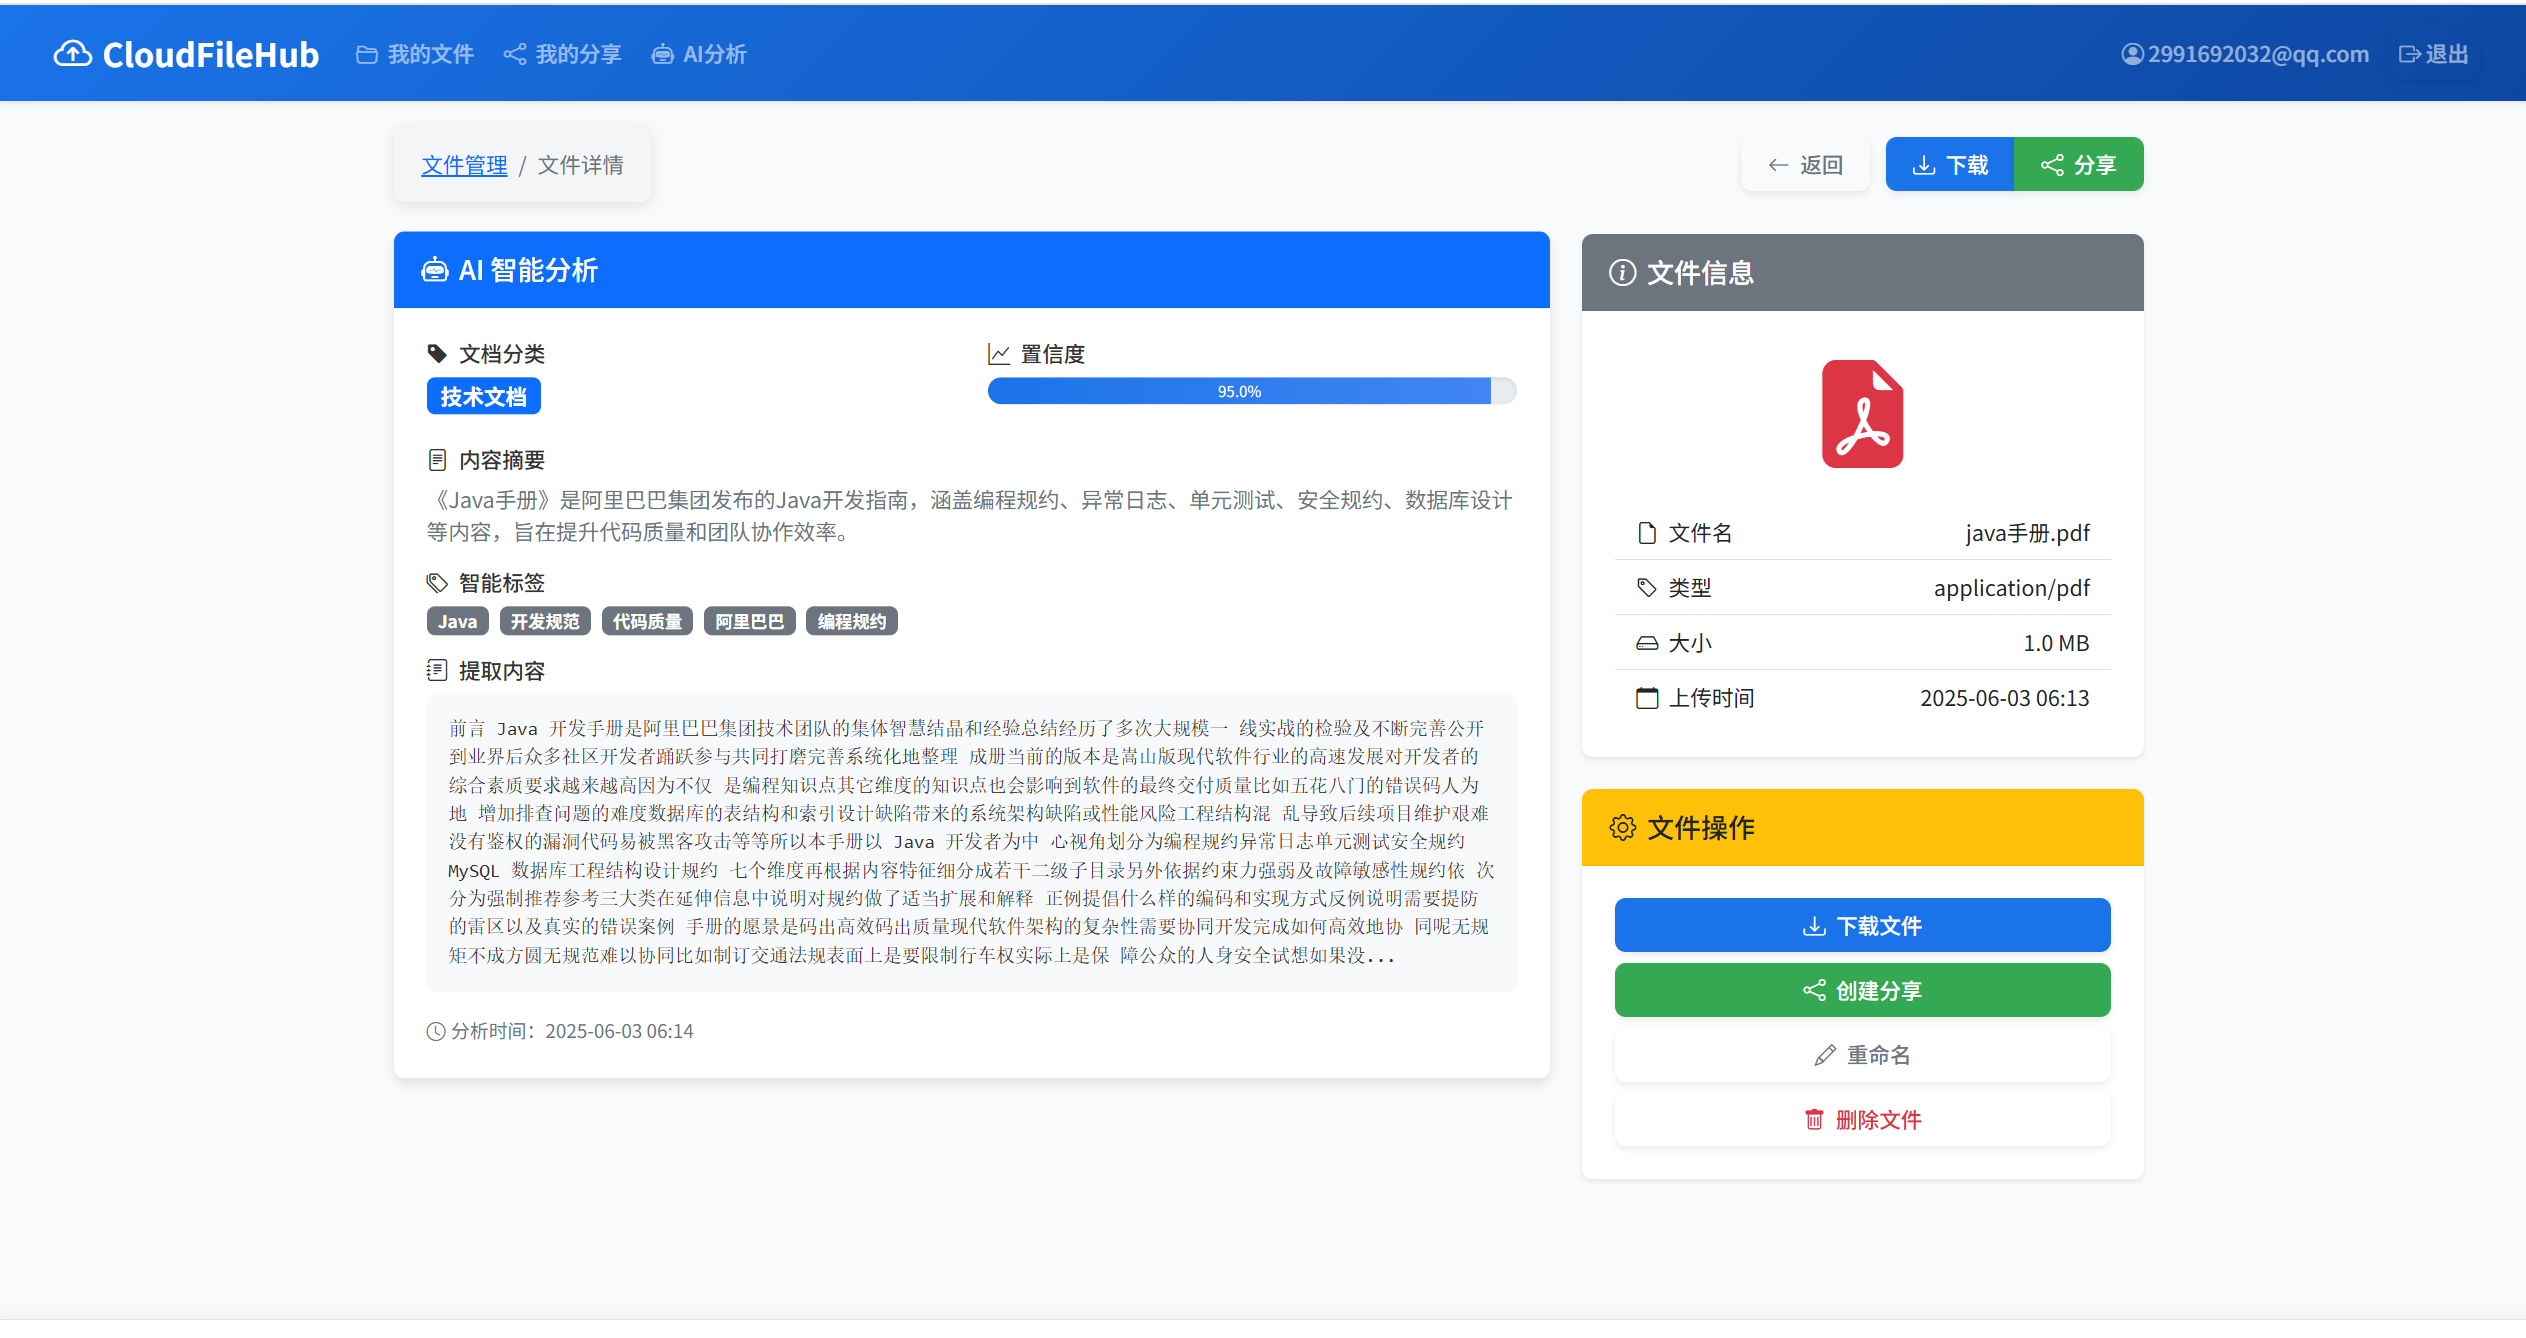 CloudFileHub 我的文件 我的分享 AI分析 2991692032@qq.com 退出
文件管理 / 文件详情 返回 下载 分享
AI 智能分析
文档分类 置信度
技术文档 95.0%
内容摘要
《Java手册》是阿里巴巴集团发布的Java开发指南，涵盖编程规约、异常日志、单元测试、安全规约、数据库设计
等内容，旨在提升代码质量和团队协作效率。
智能标签
Java 开发规范 代码质量 阿里巴巴 编程规约
提取内容
前言 Java 开发手册是阿里巴巴集团技术团队的集体智慧结晶和经验总结经历了多次大规模一 线实战的检验及不断完善公开
到业界后众多社区开发者踊跃参与共同打磨完善系统化地整理 成册当前的版本是嵩山版现代软件行业的高速发展对开发者的
综合素质要求越来越高因为不仅 是编程知识点其它维度的知识点也会影响到软件的最终交付质量比如五花八门的错误码人为
地 增加排查问题的难度数据库的表结构和索引设计缺陷带来的系统架构缺陷或性能风险工程结构混 乱导致后续项目维护艰难
没有鉴权的漏洞代码易被黑客攻击等等所以本手册以 Java 开发者为中 心视角划分为编程规约异常日志单元测试安全规约
MySQL 数据库工程结构设计规约 七个维度再根据内容特征细分成若干二级子目录另外依据约束力强弱及故障敏感性规约依 次
分为强制推荐参考三大类在延伸信息中说明对规约做了适当扩展和解释 正例提倡什么样的编码和实现方式反例说明需要提防
的雷区以及真实的错误案例 手册的愿景是码出高效码出质量现代软件架构的复杂性需要协同开发完成如何高效地协 同呢无规
矩不成方圆无规范难以协同比如制订交通法规表面上是要限制行车权实际上是保 障公众的人身安全试想如果没...
分析时间：2025-06-03 06:14
文件信息
文件名 java手册.pdf
类型 application/pdf
大小 1.0 MB
上传时间 2025-06-03 06:13
文件操作
下载文件
创建分享
重命名
删除文件